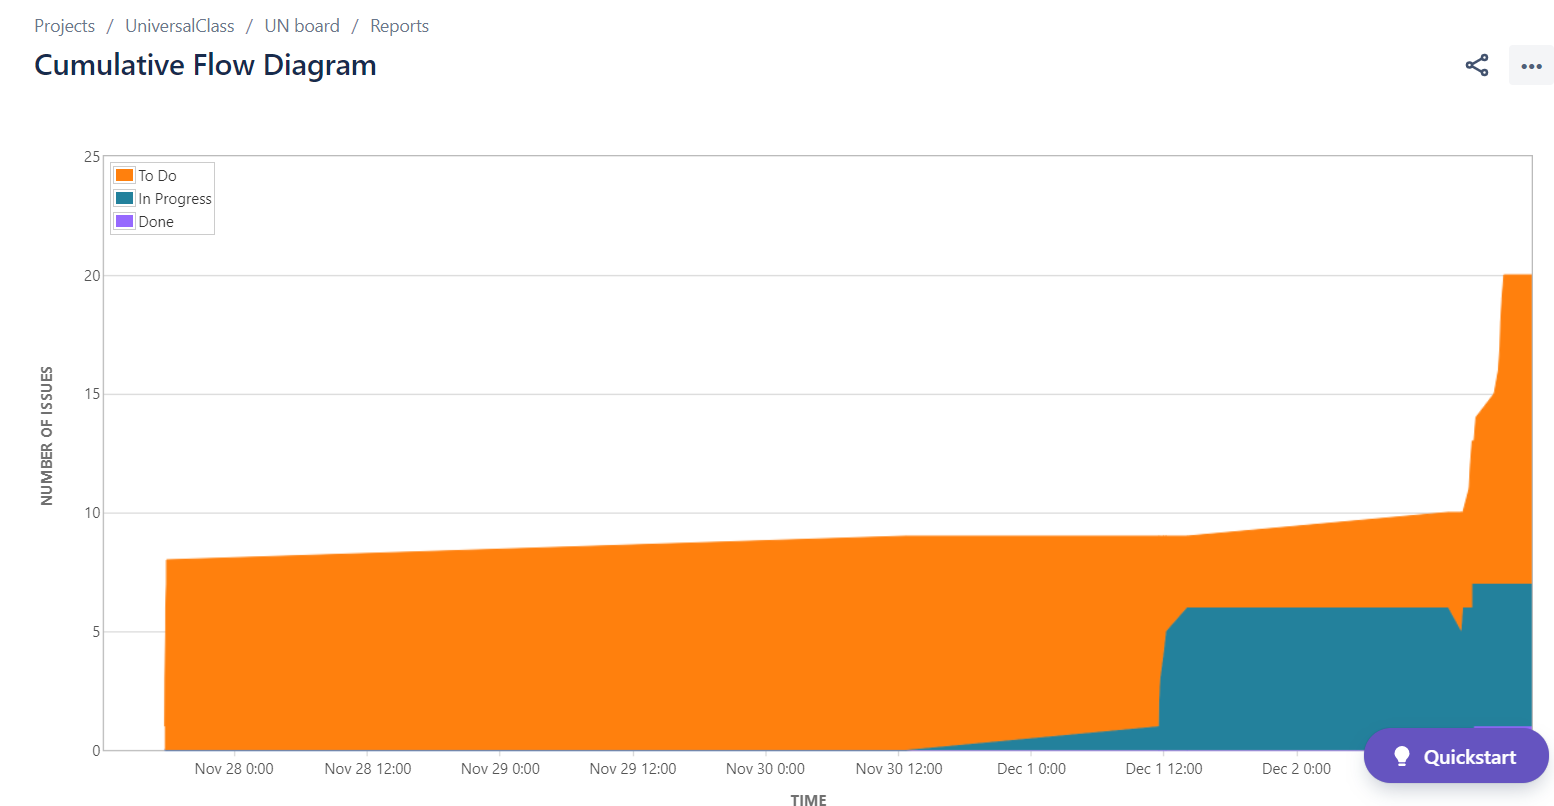 Projects / UniversalClass / UN board / Reports
Cumulative Flow Diagram
25
To Do
In Progress
Done
20
15
10
5
0
NUMBER OF ISSUES
Nov 28 0:00 Nov 28 12:00 Nov 29 0:00 Nov 29 12:00 Nov 30 0:00 Nov 30 12:00 Dec 1 0:00 Dec 1 12:00 Dec 2 0:00
Quickstart
TIME